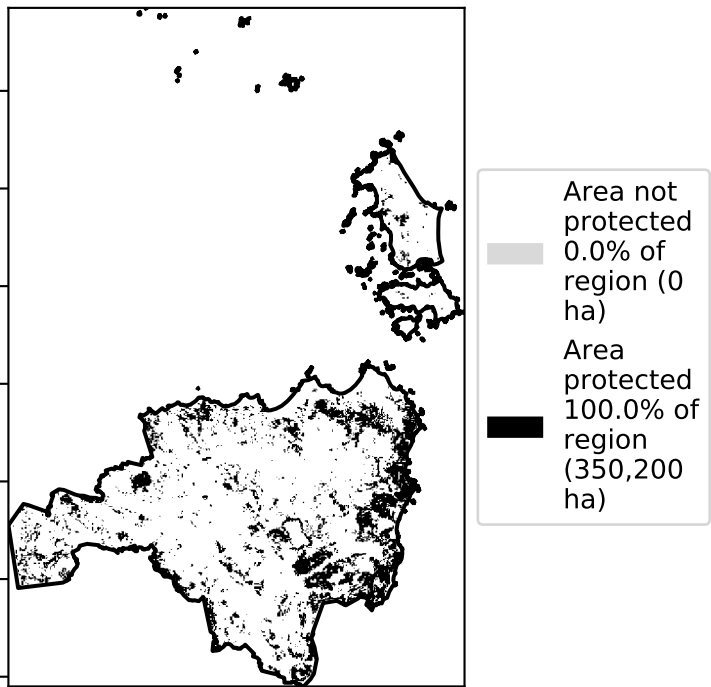 Area not
protected
0.0% of
region (0
ha)
Area
protected
100.0% of
region
(350,200
ha)